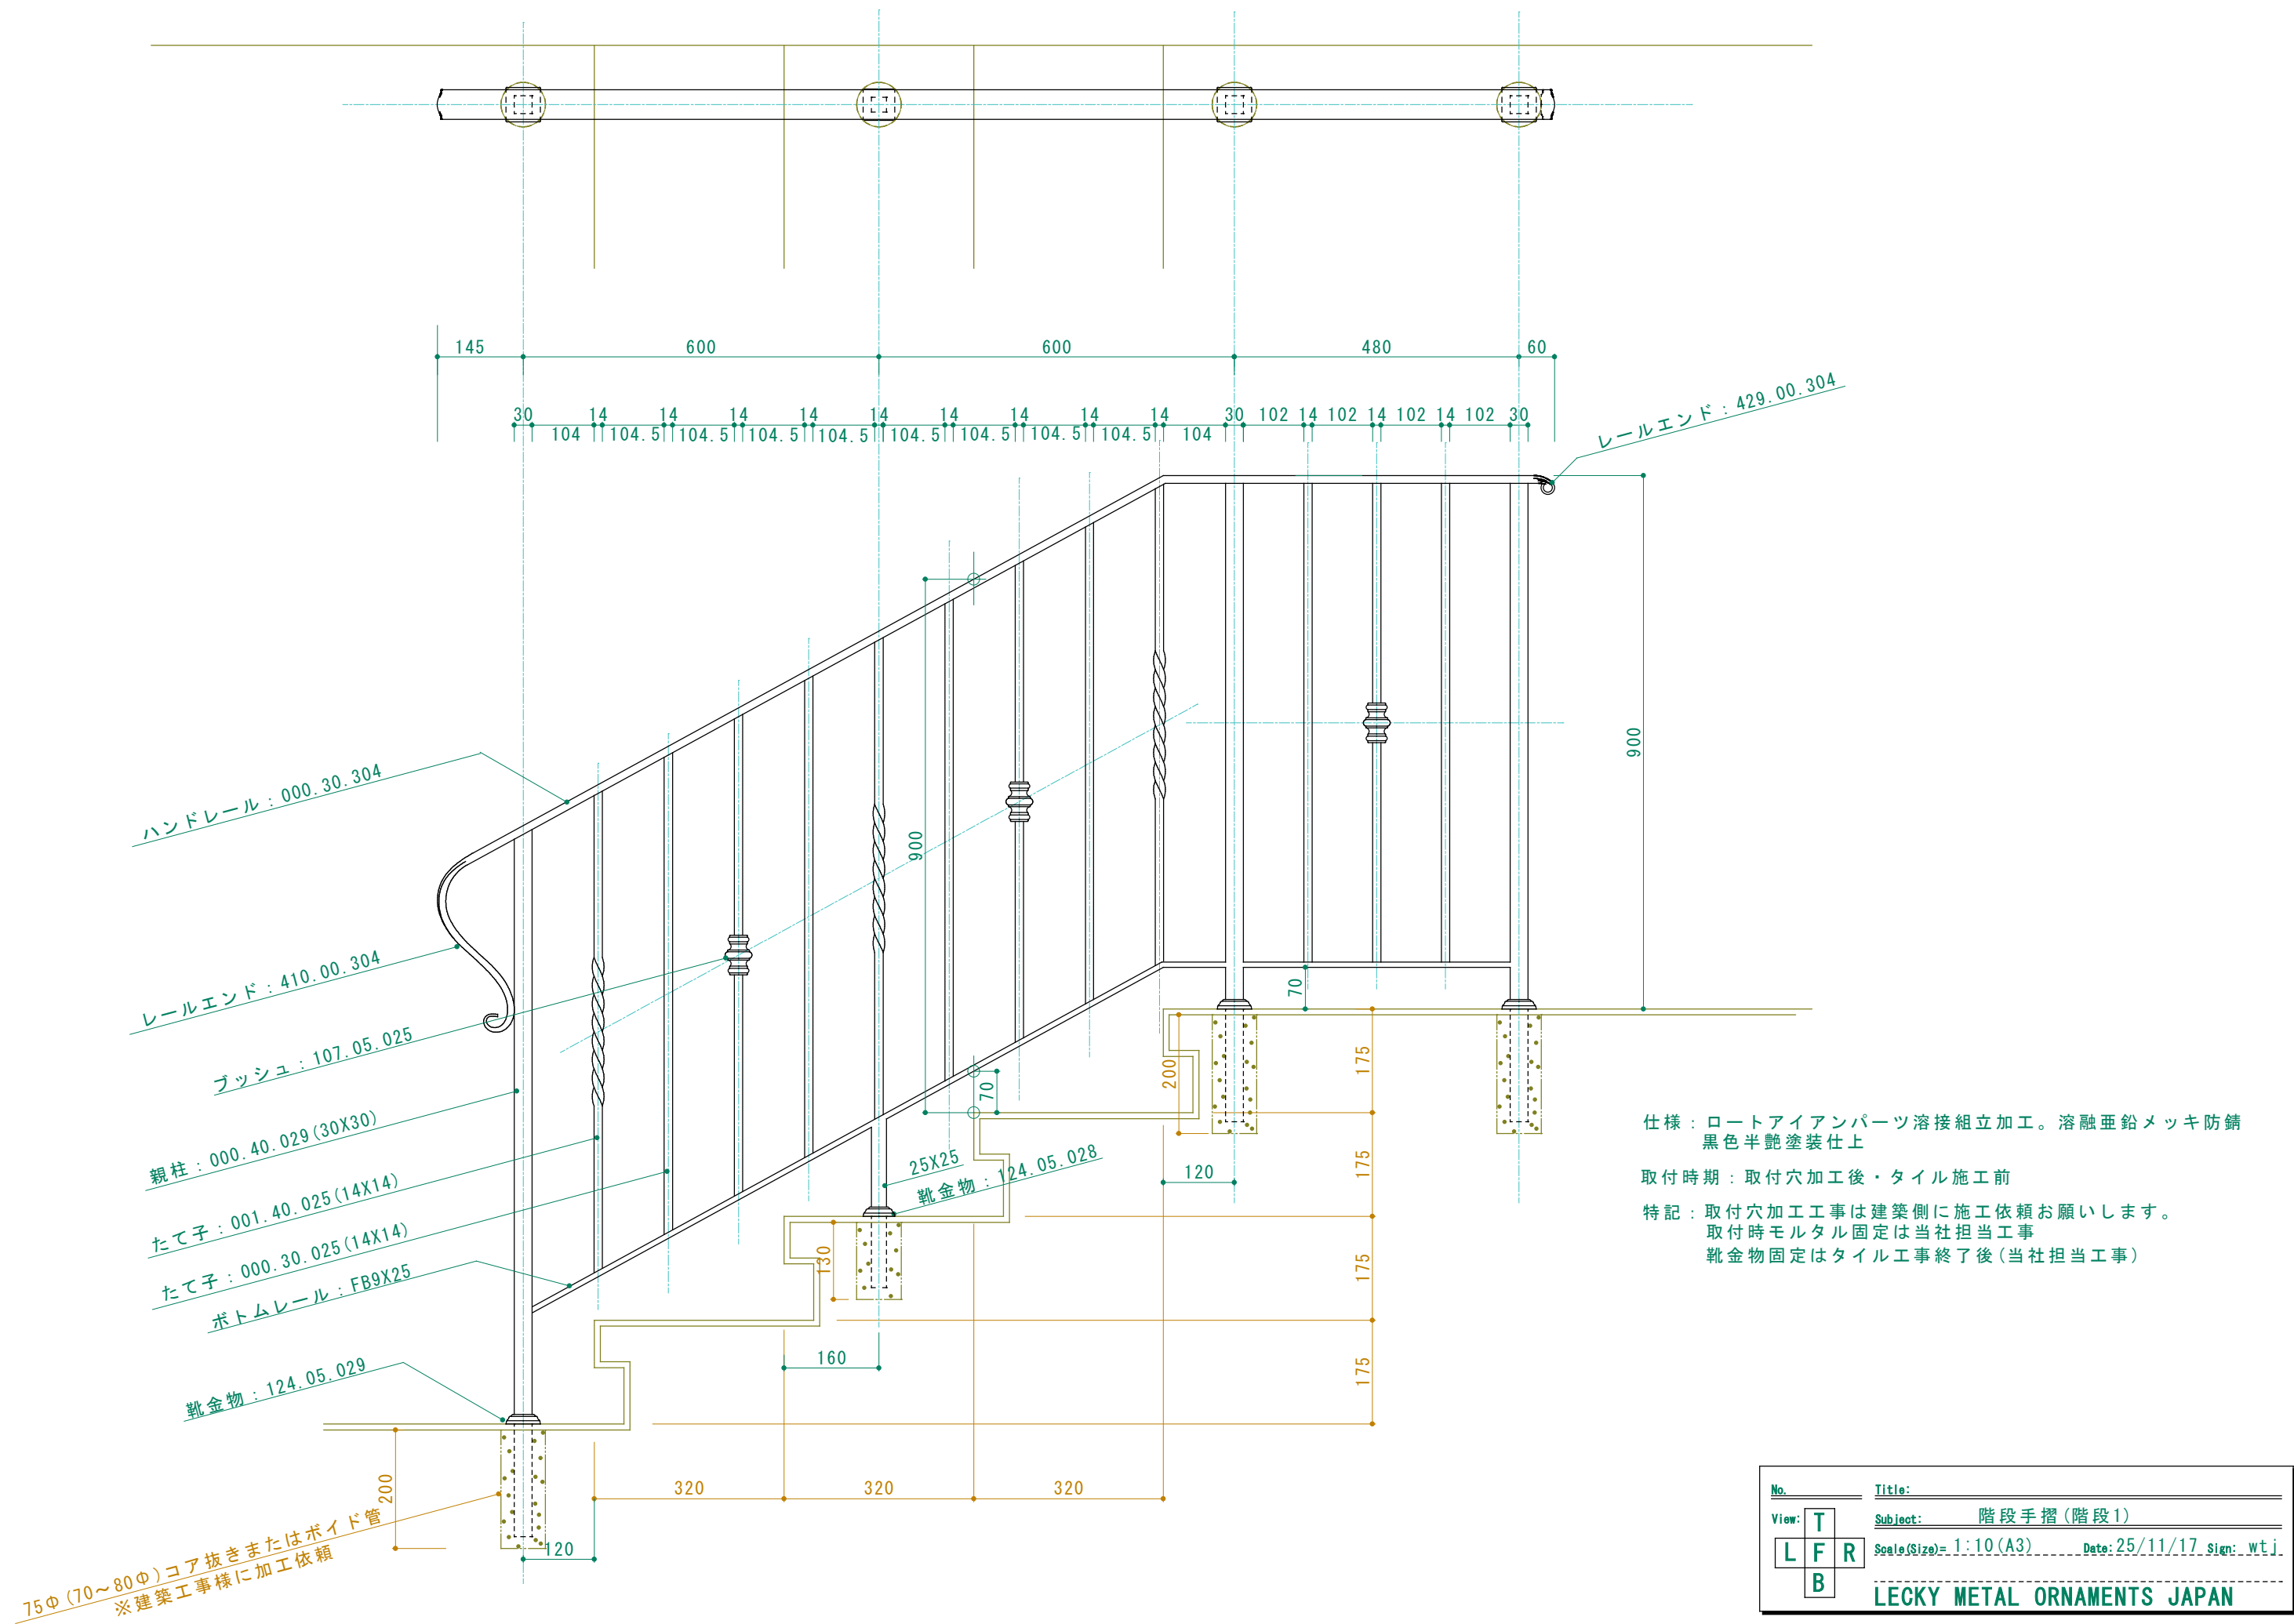 145 600 600 480 60
30 14 14 14 14 14 14 14 14 14 30 102 14 102 14 102 14 102 30
104 104.5 104.5 104.5 104.5 104.5 104.5 104.5 104.5 104
レールエンド：429.00.304
ハンドレール：000.30.304
900
900
レールエンド：410.00.304
ブッシュ：107.05.025
70
70
200
175
親柱：000.40.029(30X30)
たて子：001.40.025(14X14)
たて子：000.30.025(14X14)
ボトムレール：FB9X25
25X25
靴金物：124.05.028
120
175
130
175
160
175
靴金物：124.05.029
200
320 320 320
120
75Φ(70～80Φ)コア抜きまたはボイド管
※建築工事様に加工依頼
仕様：ロートアイアンパーツ溶接組立加工。溶融亜鉛メッキ防錆
黒色半艶塗装仕上
取付時期：取付穴加工後・タイル施工前
特記：取付穴加工工事は建築側に施工依頼お願いします。
取付時モルタル固定は当社担当工事
靴金物固定はタイル工事終了後(当社担当工事)
No. Title:
View: T
L F R
B
Subject: 階段手摺(階段1)
Scale(Size)= 1:10(A3) Date: 25/11/17 Sign: wtj
LECKY METAL ORNAMENTS JAPAN